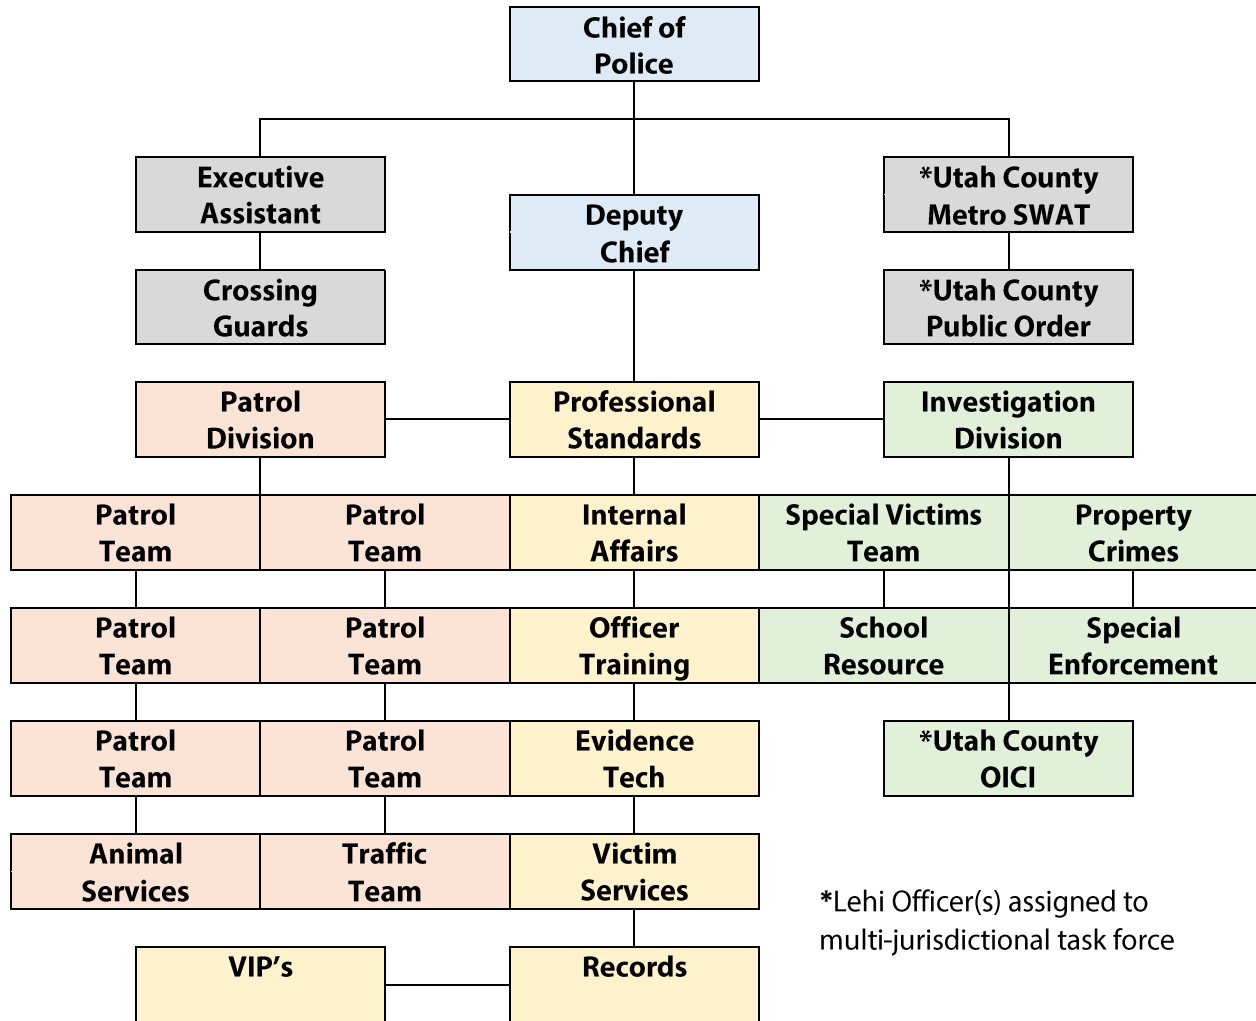 Chief of
Police
Executive
Assistant
Deputy
Chief
*Utah County
Metro SWAT
Crossing
Guards
*Utah County
Public Order
Patrol
Division
Professional
Standards
Investigation
Division
Patrol
Team
Patrol
Team
Internal
Affairs
Special Victims
Team
Property
Crimes
Patrol
Team
Patrol
Team
Officer
Training
School
Resource
Special
Enforcement
Patrol
Team
Patrol
Team
Evidence
Tech
*Utah County
OICI
Animal
Services
Traffic
Team
Victim
Services
*Lehi Officer(s) assigned to
multi-jurisdictional task force
VIP's
Records